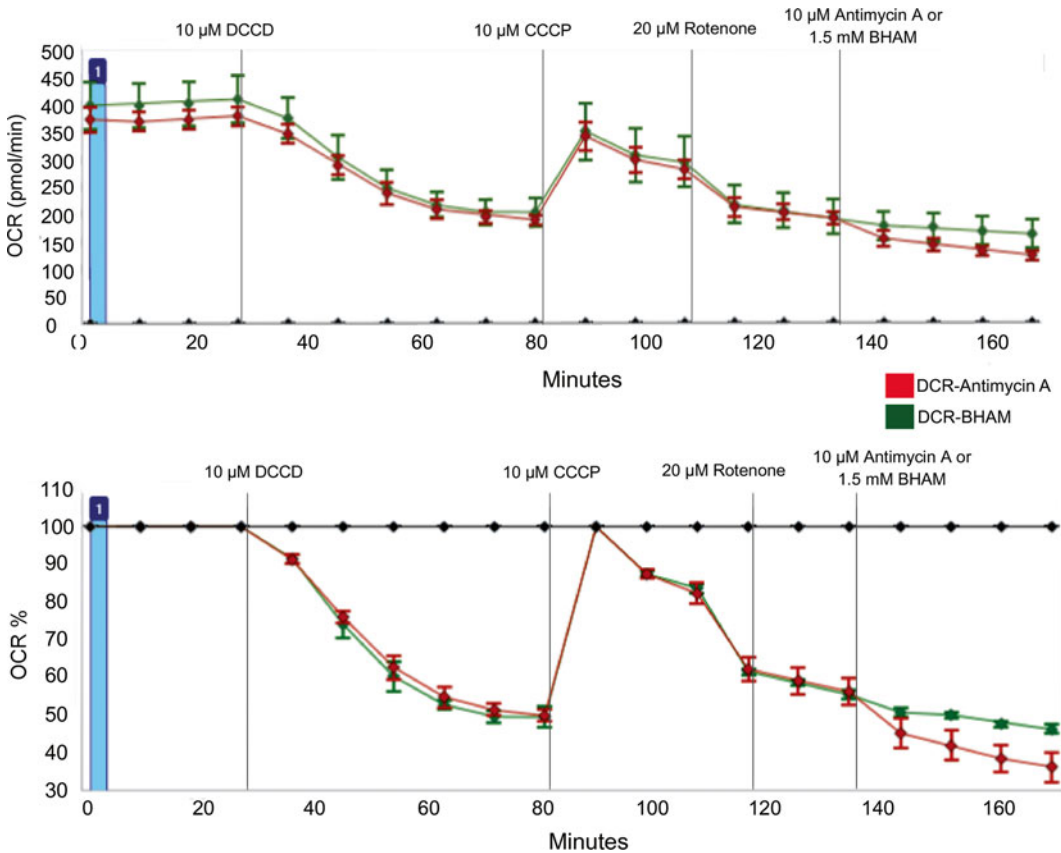 10 µM DCCD
10 µM CCCP
20 µM Rotenone
10 µM Antimycin A or
1.5 mM BHAM
OCR (pmol/min)
500
450
400
350
300
250
200
150
100
50
0
1
0 20 40 60 80 100 120 140 160
Minutes
DCR-Antimycin A
DCR-BHAM
10 µM DCCD
10 µM CCCP
20 µM Rotenone
10 µM Antimycin A or
1.5 mM BHAM
OCR %
110
100
90
80
70
60
50
40
30
1
0 20 40 60 80 100 120 140 160
Minutes